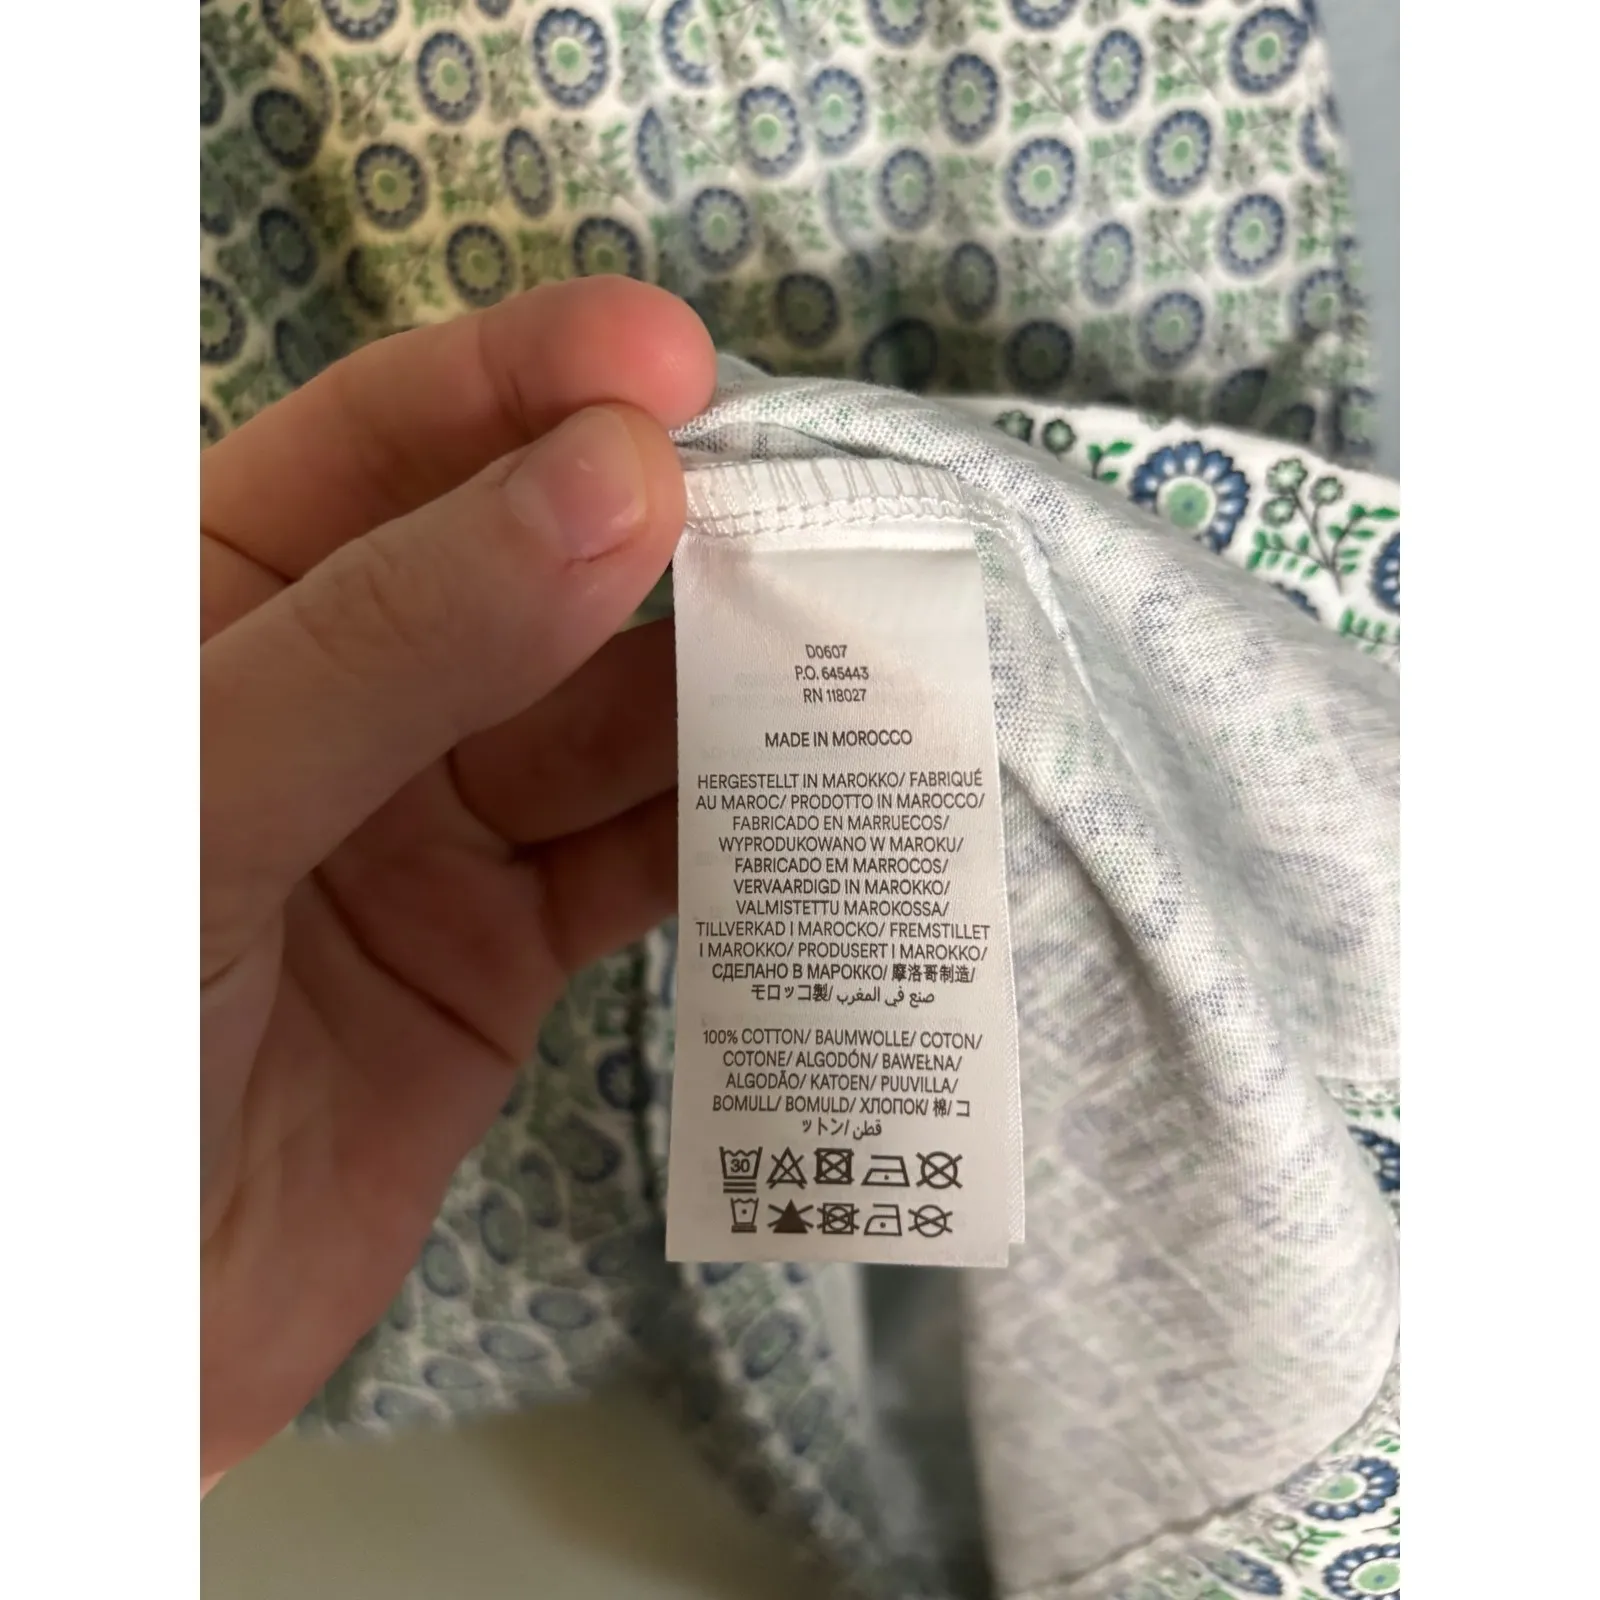 D0607
P.O. 645443
RN 118027
MADE IN MOROCCO
HERGESTELLT IN MAROKKO/ FABRIQUÉ
AU MAROC/ PRODOTTO IN MAROCCO/
FABRICADO EN MARRUECOS/
WYPRODUKOWANO W MAROKU/
FABRICADO EM MARROCOS/
VERVAARDIGD IN MAROKKO/
VALMISTETTU MAROKOSSA/
TILLVERKAD I MAROCKO/ FREMSTILLET
I MAROKKO/ PRODUSERT I MAROKKO/
СДЕЛАНО В МАРОККО/ 摩洛哥制造/
モロッコ製/ صنع في المغرب
100% COTTON/ BAUMWOLLE/ COTON/
COTONE/ ALGODÓN/ BAWEŁNA/
ALGODÃO/ KATOEN/ PUUVILLA/
BOMULL/ BOMULD/ ХЛОПОК/ 棉/ コ
ットン/ قطن
30